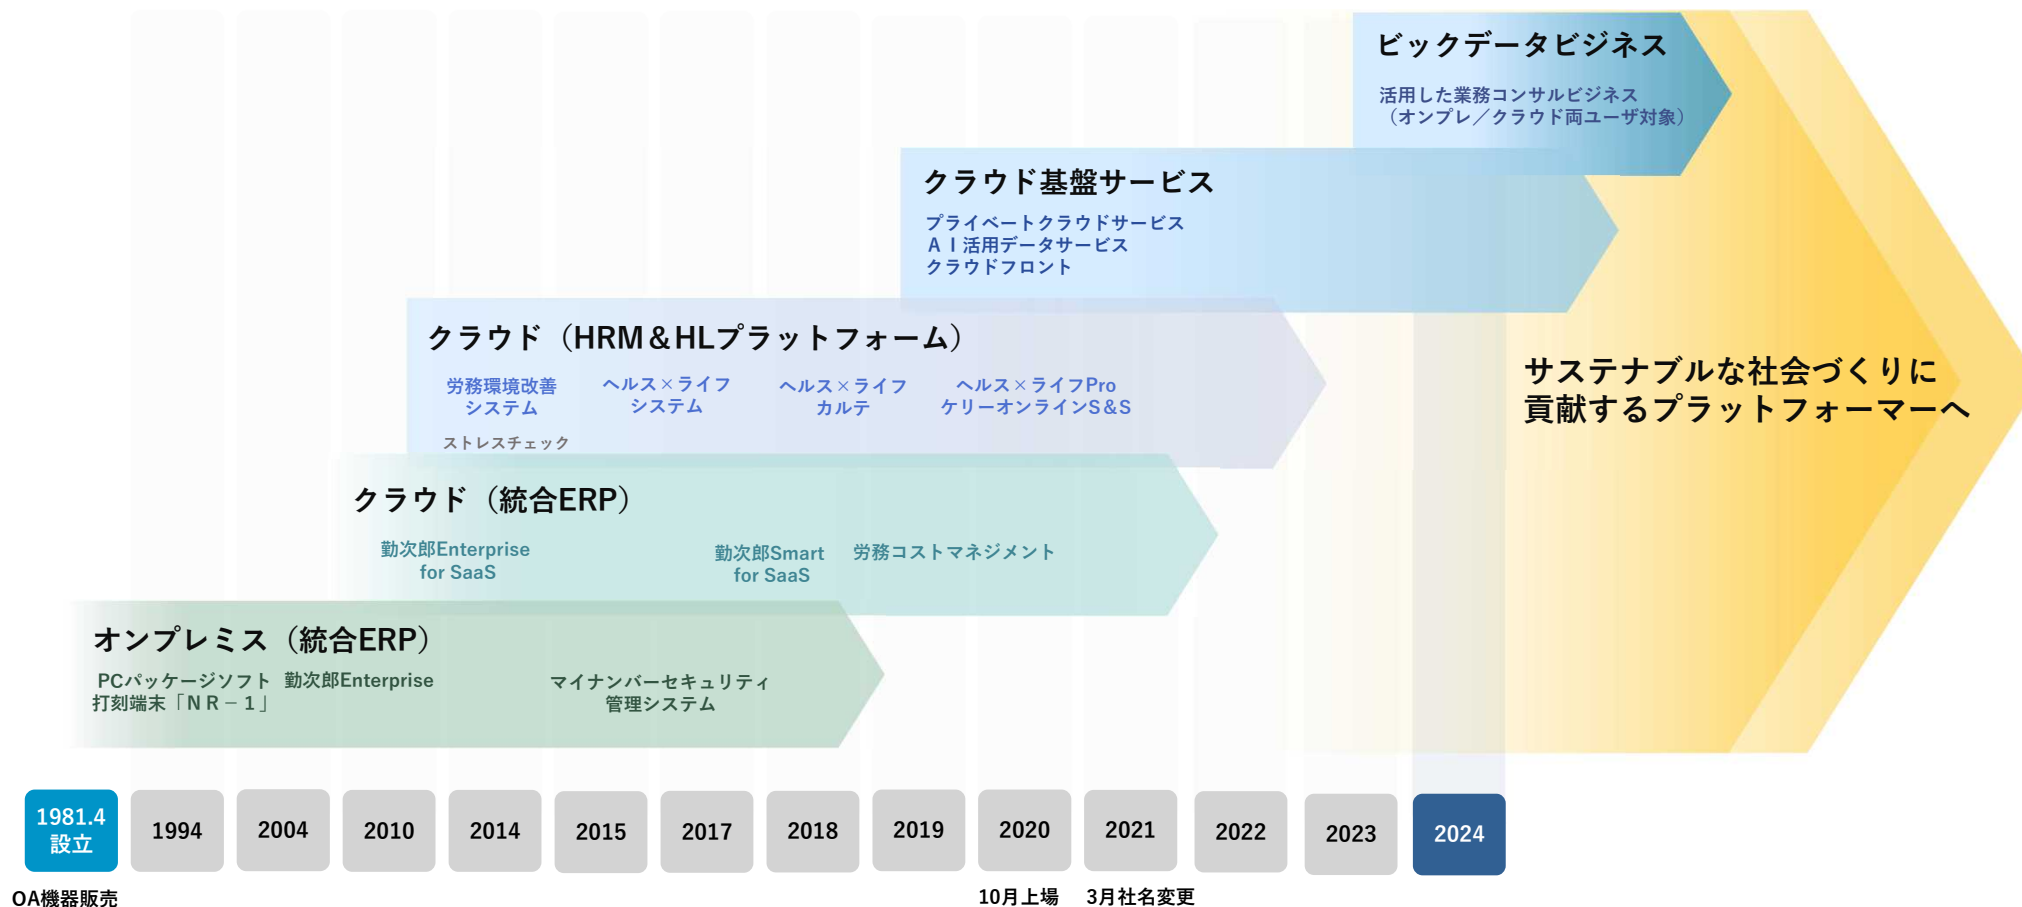 ビックデータビジネス
活用した業務コンサルビジネス
（オンプレ／クラウド両ユーザ対象）
クラウド基盤サービス
プライベートクラウドサービス
ＡＩ活用データサービス
クラウドフロント
クラウド（HRM＆HLプラットフォーム）
労務環境改善
システム
ストレスチェック
ヘルス×ライフ
システム
ヘルス×ライフ
カルテ
ヘルス×ライフPro
ケリーオンラインS＆S
サステナブルな社会づくりに
貢献するプラットフォーマーへ
クラウド（統合ERP）
勤次郎Enterprise
for SaaS
勤次郎Smart
for SaaS
労務コストマネジメント
オンプレミス（統合ERP）
PCパッケージソフト
打刻端末「ＮＲ－１」
勤次郎Enterprise
マイナンバーセキュリティ
管理システム
1981.4
設立
1994
2004
2010
2014
2015
2017
2018
2019
2020
2021
2022
2023
2024
OA機器販売
10月上場
3月社名変更